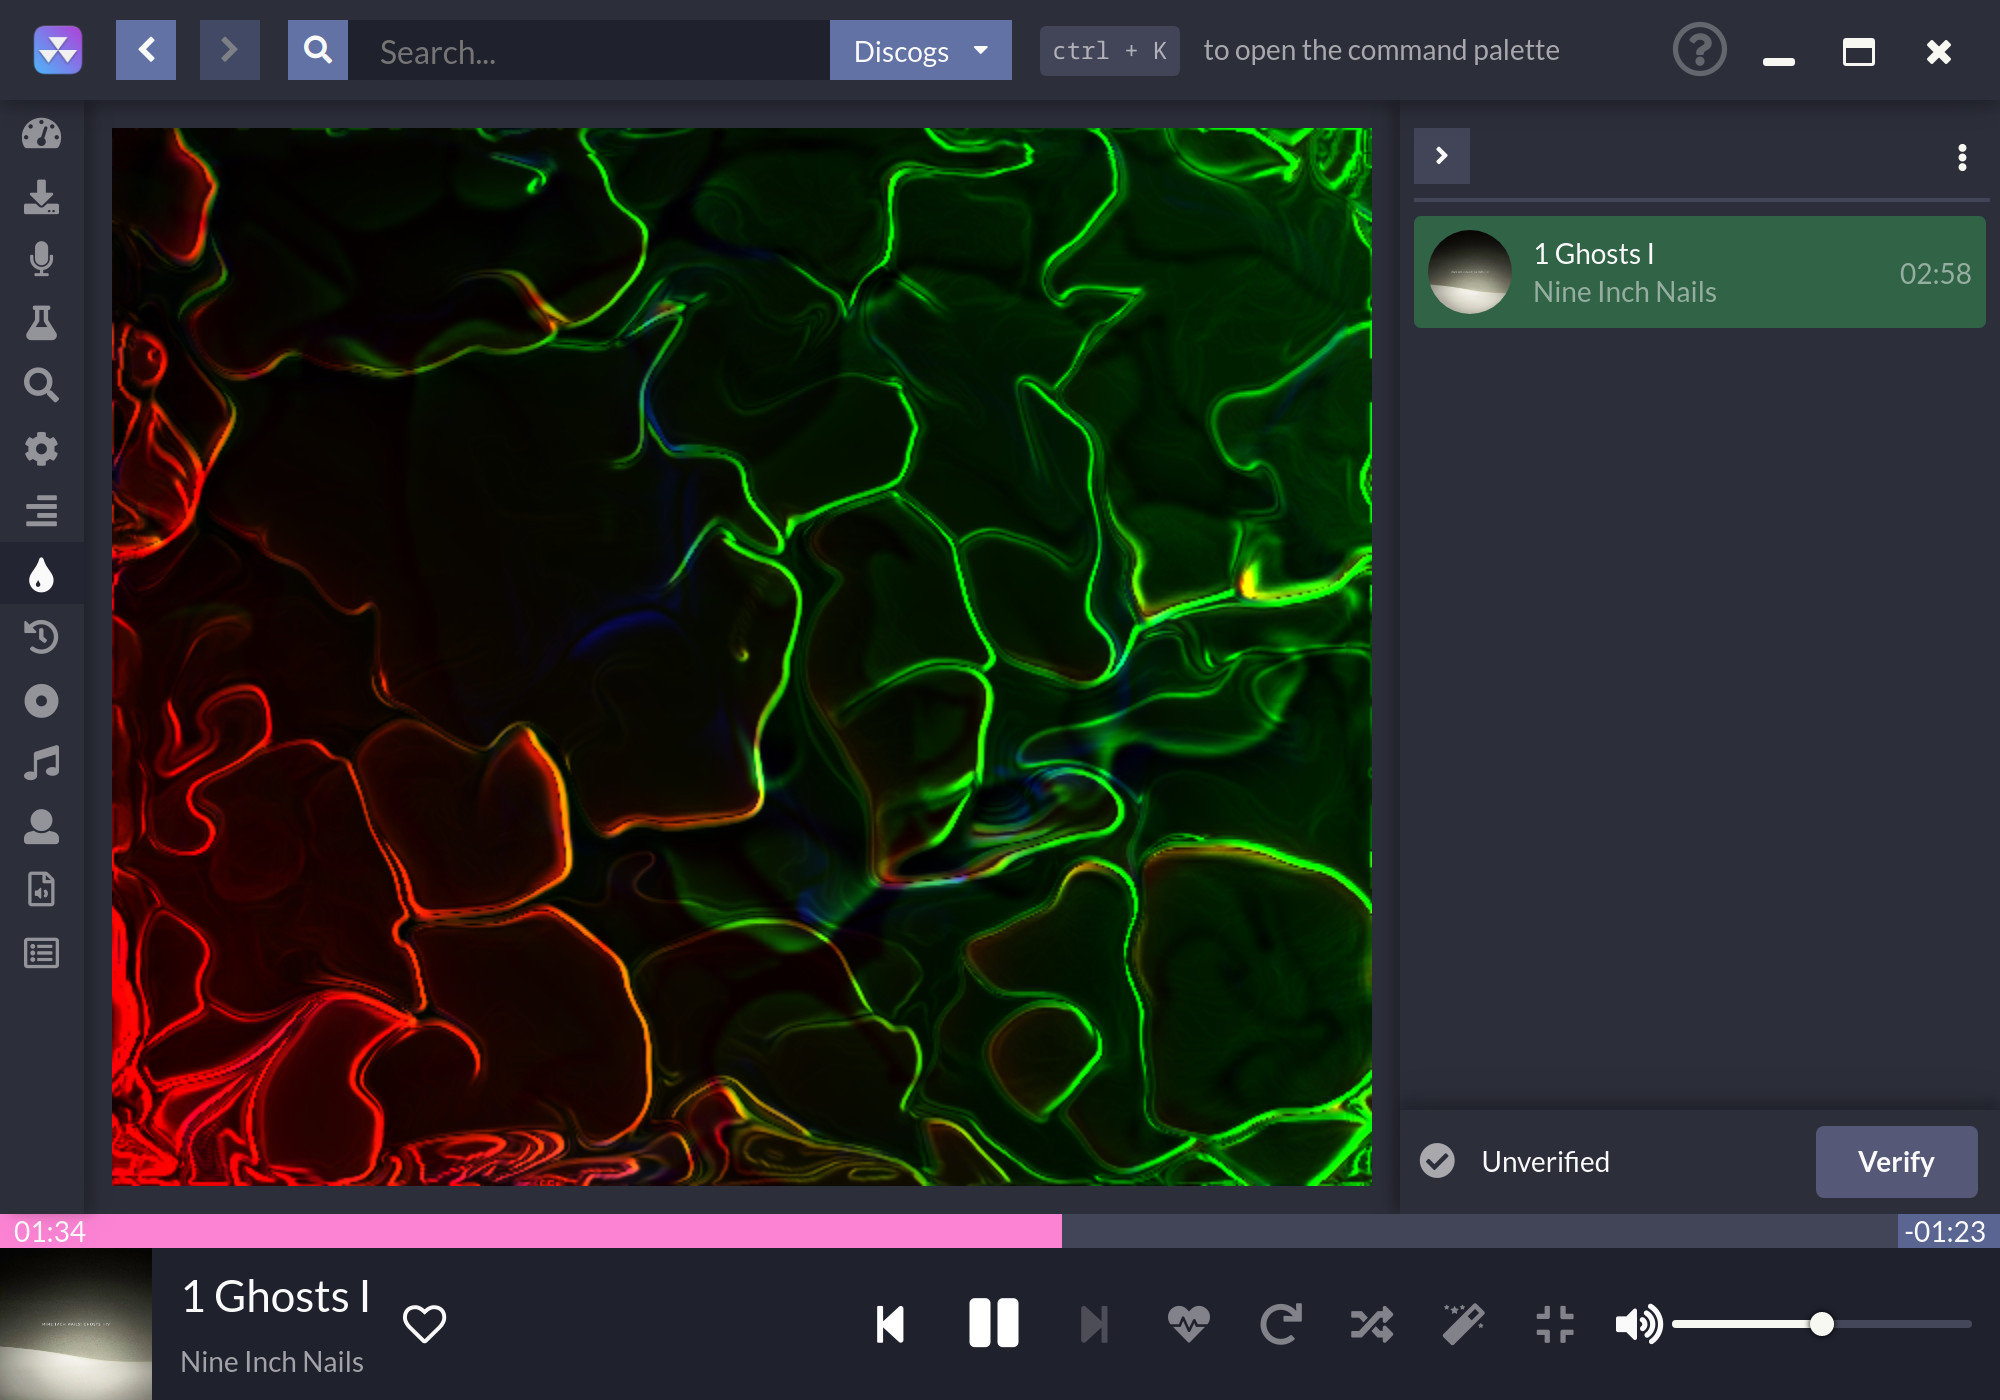 Search...
Discogs
ctrl + K to open the command palette
1 Ghosts I
Nine Inch Nails
02:58
Unverified
Verify
01:34
-01:23
1 Ghosts I
Nine Inch Nails